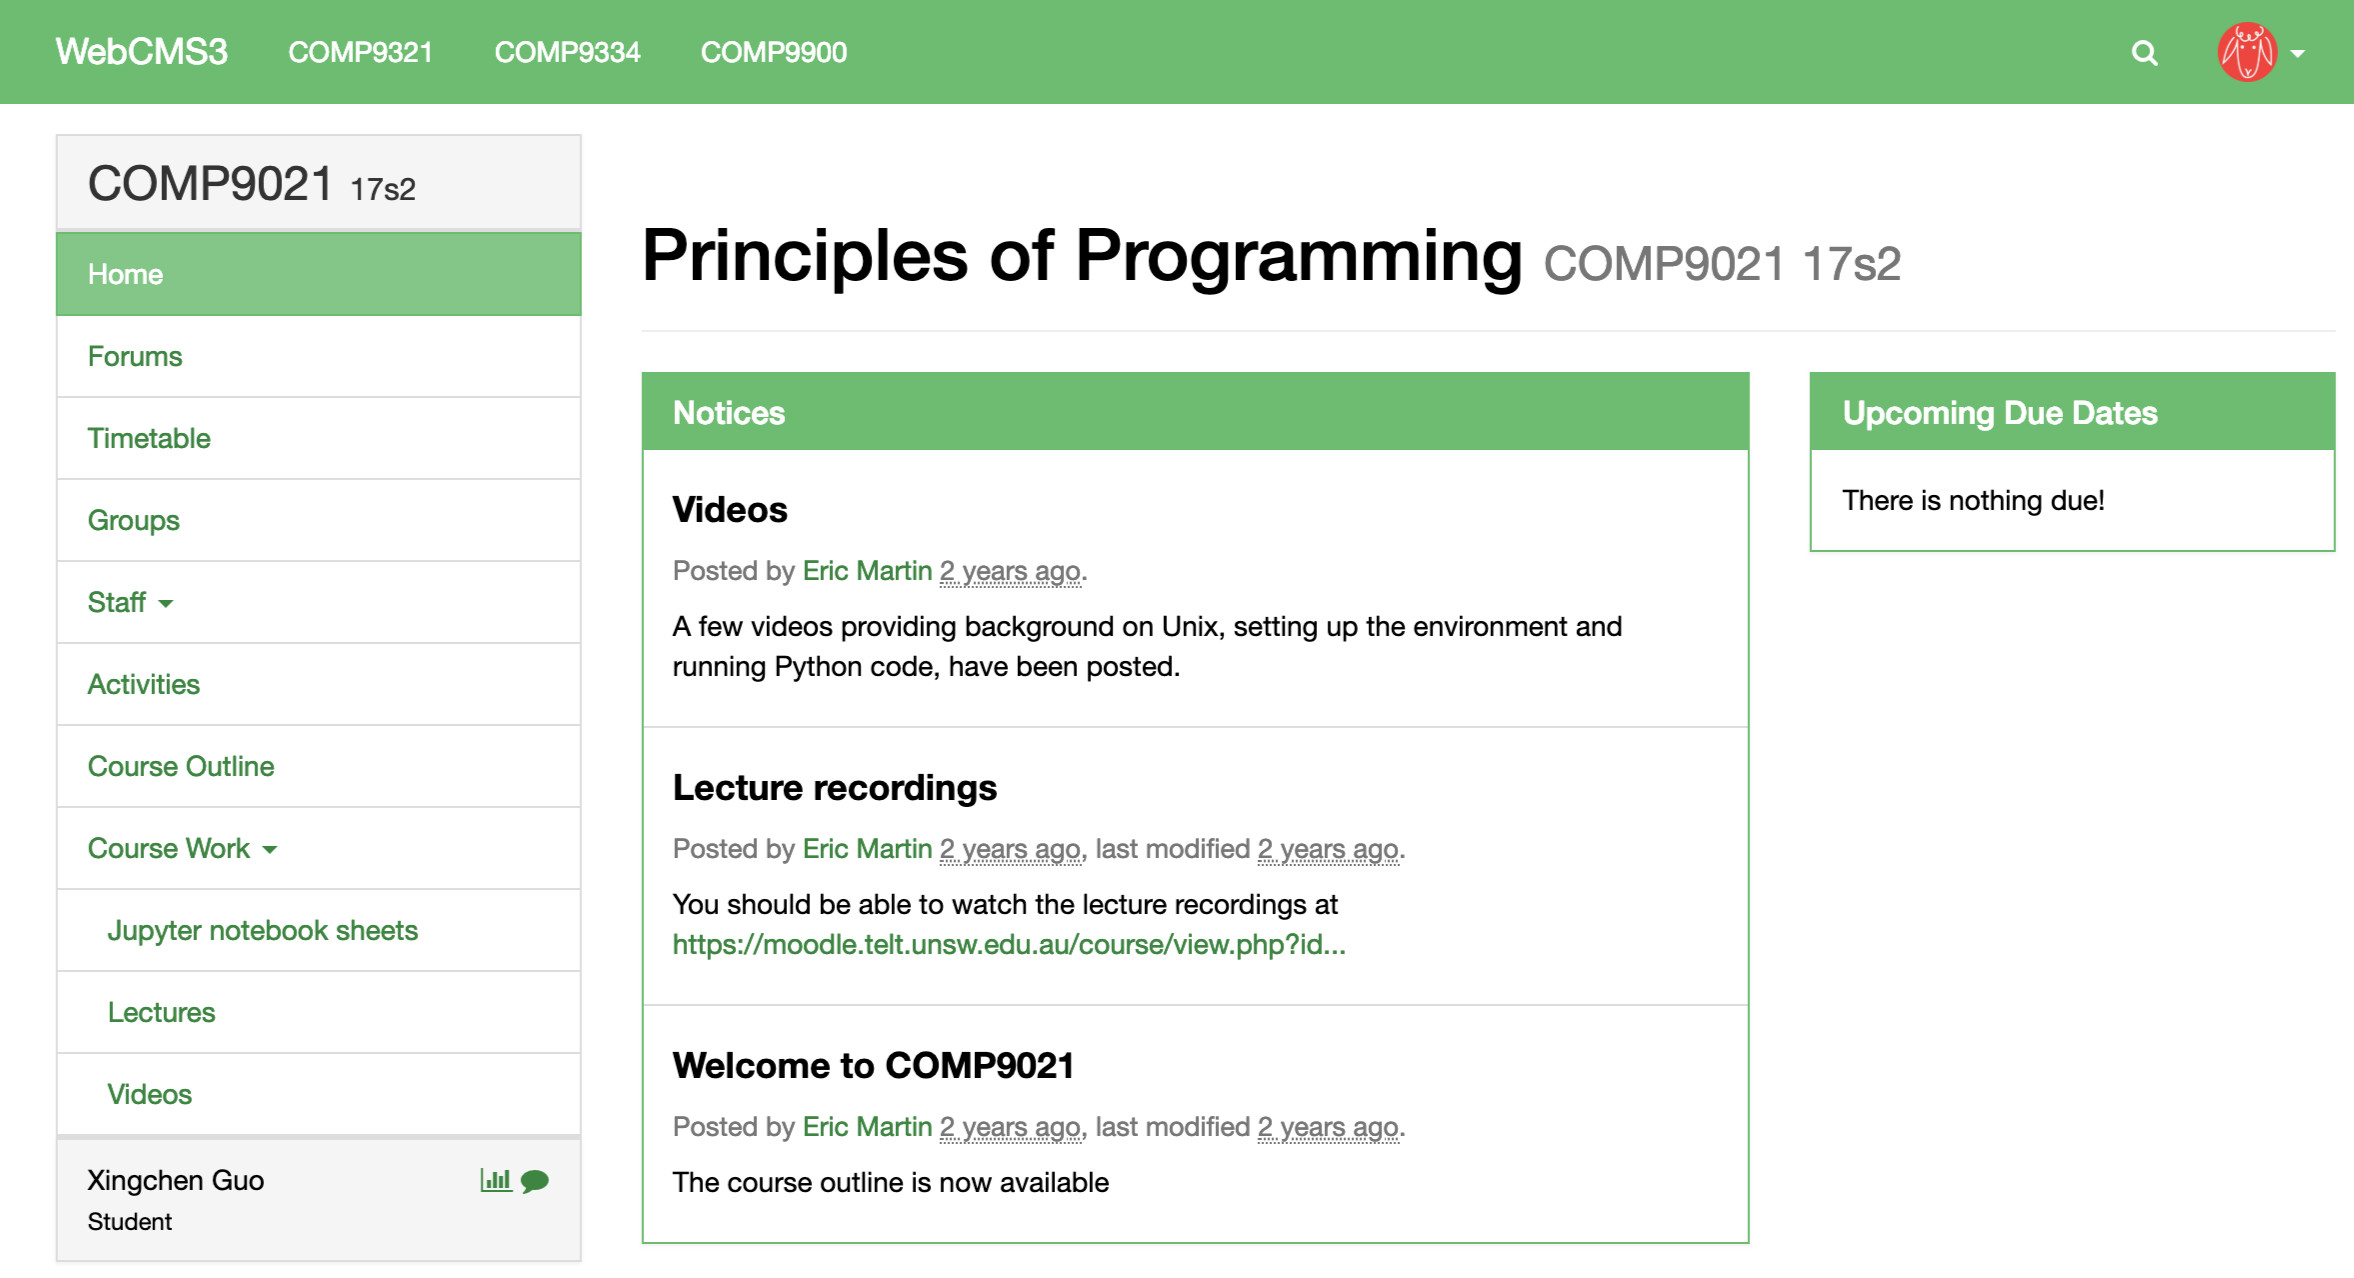 WebCMS3 COMP9321 COMP9334 COMP9900
COMP9021 17s2
Home
Forums
Timetable
Groups
Staff
Activities
Course Outline
Course Work
Jupyter notebook sheets
Lectures
Videos
Xingchen Guo
Student
Principles of Programming COMP9021 17s2
Notices
Videos
Posted by Eric Martin 2 years ago.
A few videos providing background on Unix, setting up the environment and
running Python code, have been posted.
Lecture recordings
Posted by Eric Martin 2 years ago, last modified 2 years ago.
You should be able to watch the lecture recordings at
https://moodle.telt.unsw.edu.au/course/view.php?id...
Welcome to COMP9021
Posted by Eric Martin 2 years ago, last modified 2 years ago.
The course outline is now available
Upcoming Due Dates
There is nothing due!